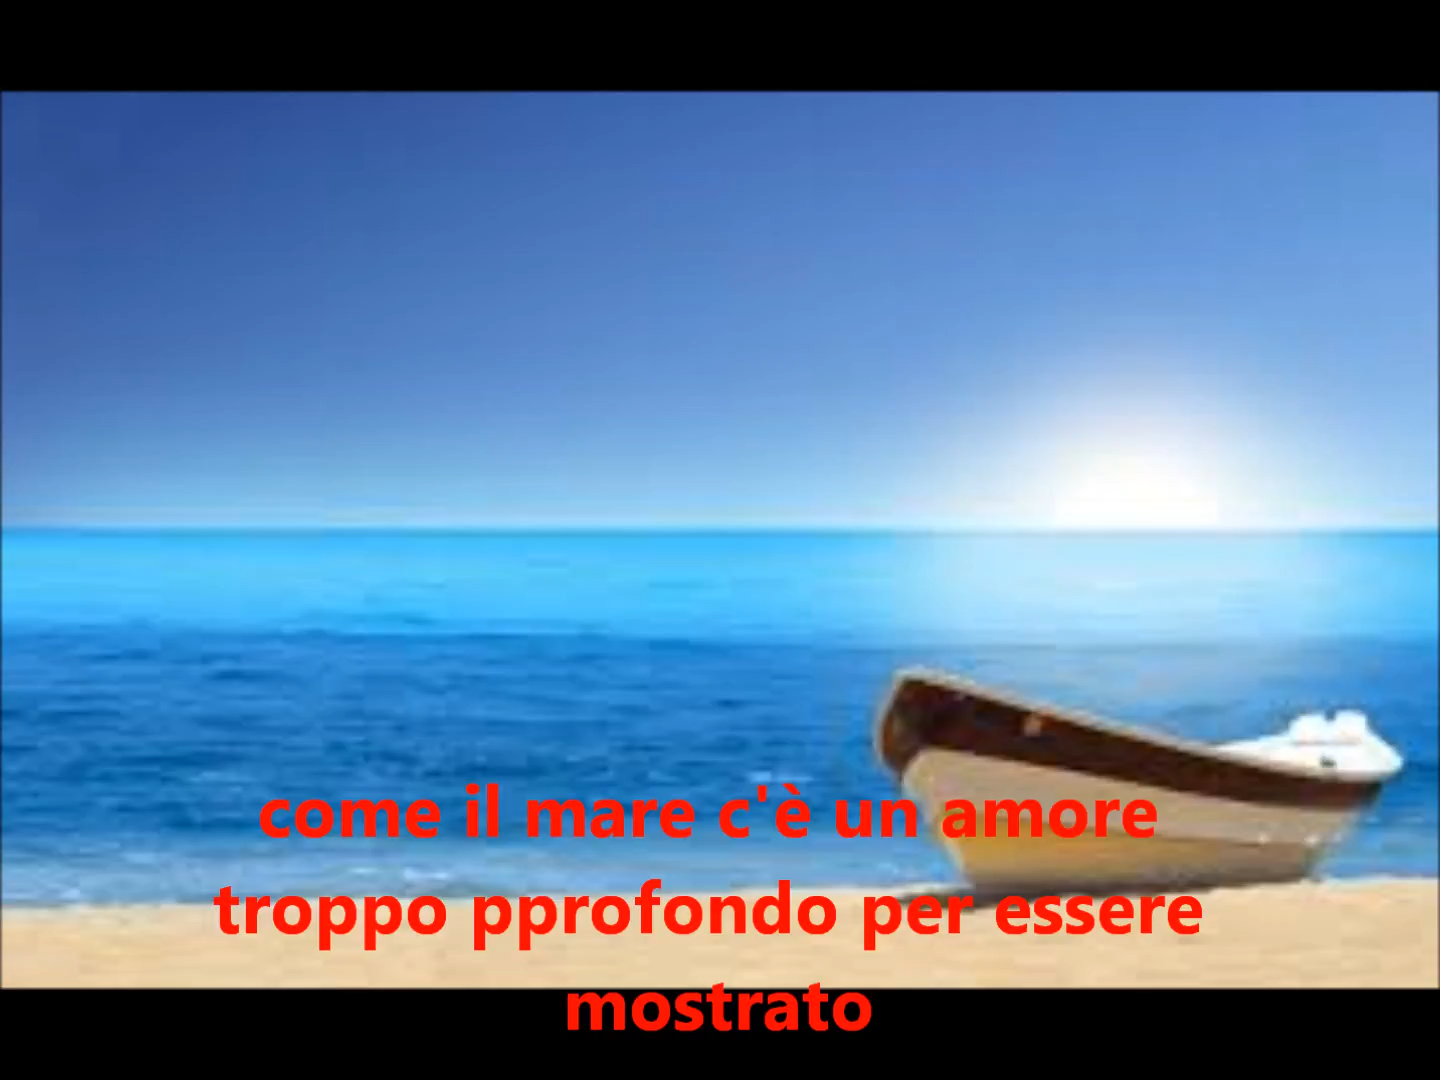 come il mare c'è un amore
troppo pprofondo per essere
mostrato